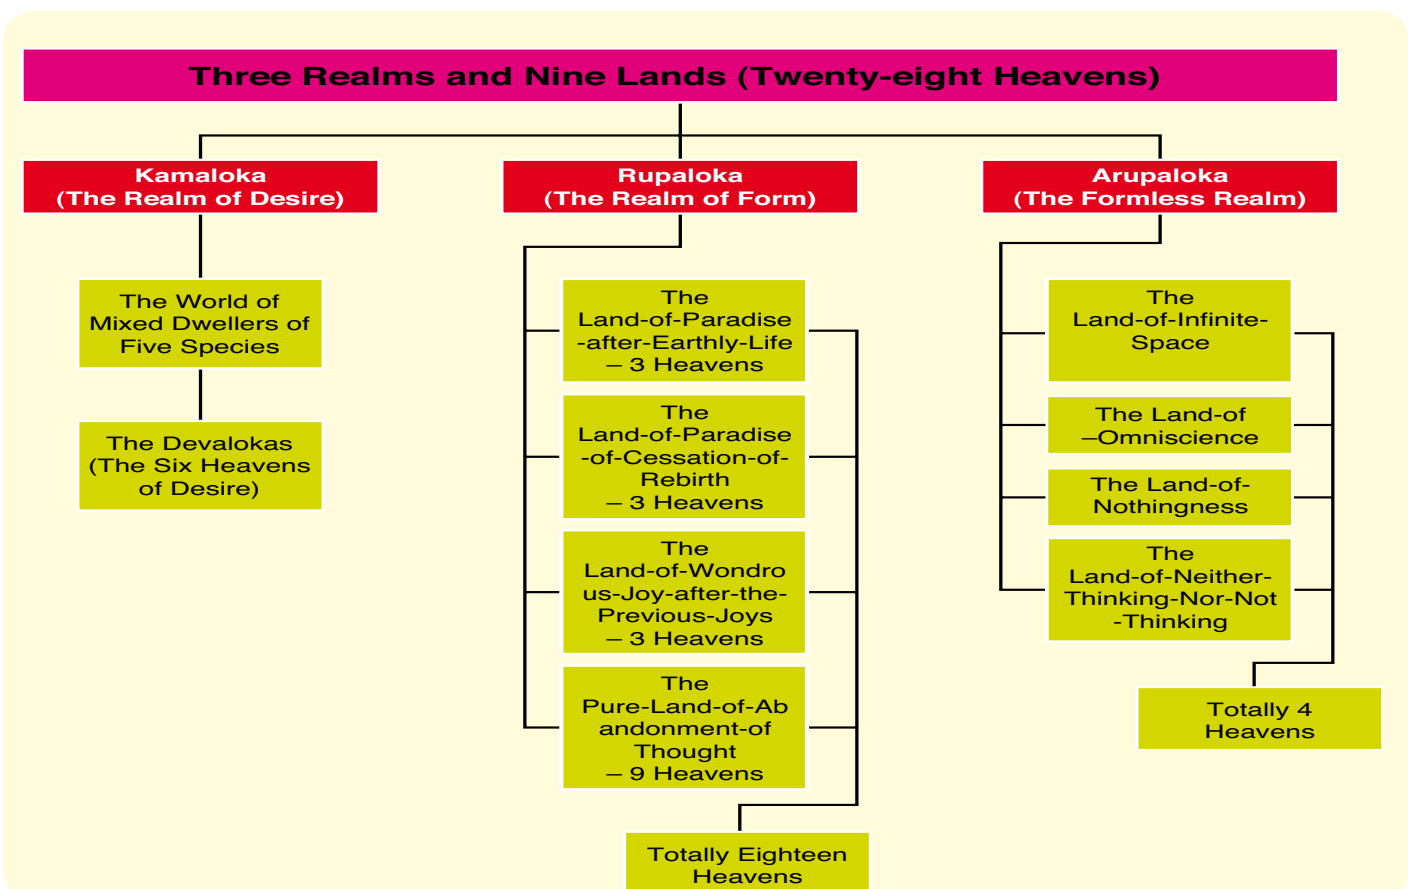 Three Realms and Nine Lands (Twenty-eight Heavens)
Kamaloka
(The Realm of Desire)
The World of
Mixed Dwellers of
Five Species
The Devalokas
(The Six Heavens
of Desire)
Rupaloka
(The Realm of Form)
The
Land-of-Paradise
-after-Earthly-Life
– 3 Heavens
The
Land-of-Paradise
-of-Cessation-of-
Rebirth
– 3 Heavens
The
Land-of-Wondro
us-Joy-after-the-
Previous-Joys
– 3 Heavens
The
Pure-Land-of-Ab
andonment-of
Thought
– 9 Heavens
Totally Eighteen
Heavens
Arupaloka
(The Formless Realm)
The
Land-of-Infinite-
Space
The Land-of
–Omniscience
The Land-of-
Nothingness
The
Land-of-Neither-
Thinking-Nor-Not
-Thinking
Totally 4
Heavens